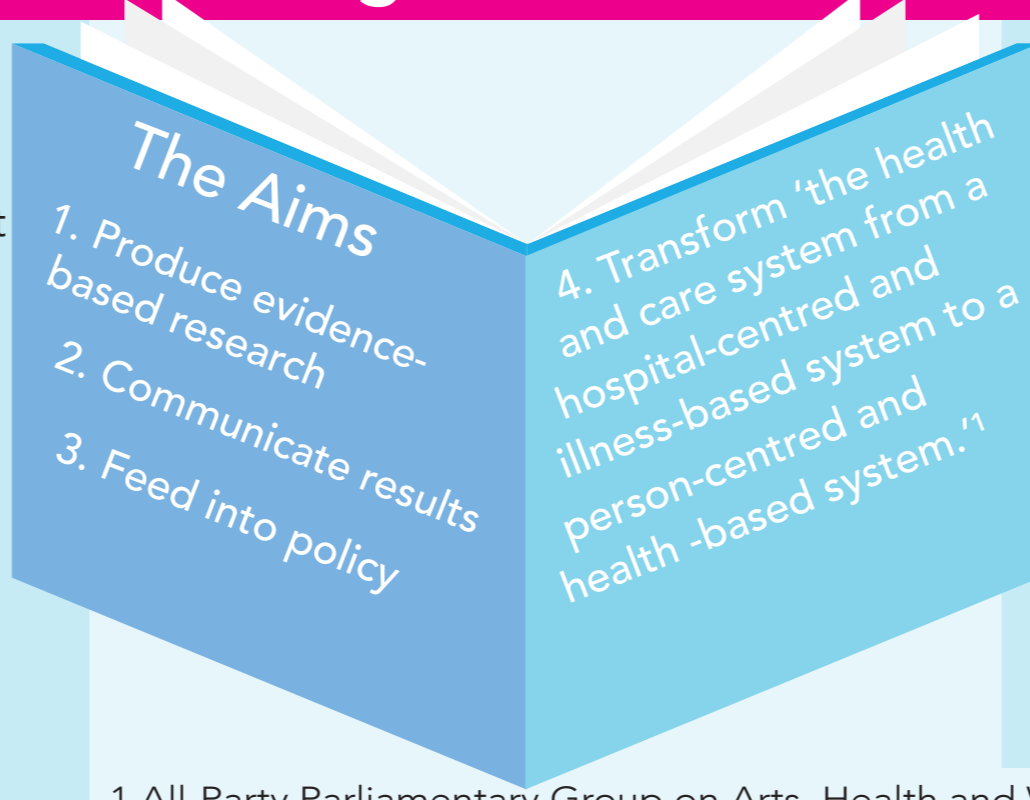 The Aims
1. Produce evidence-
based research
2. Communicate results
3. Feed into policy
4. Transform ‘the health
and care system from a
hospital-centred and
illness-based system to a
person-centred and
health -based system.’1
1 All-Party Parliamentary Group on Arts, Health and